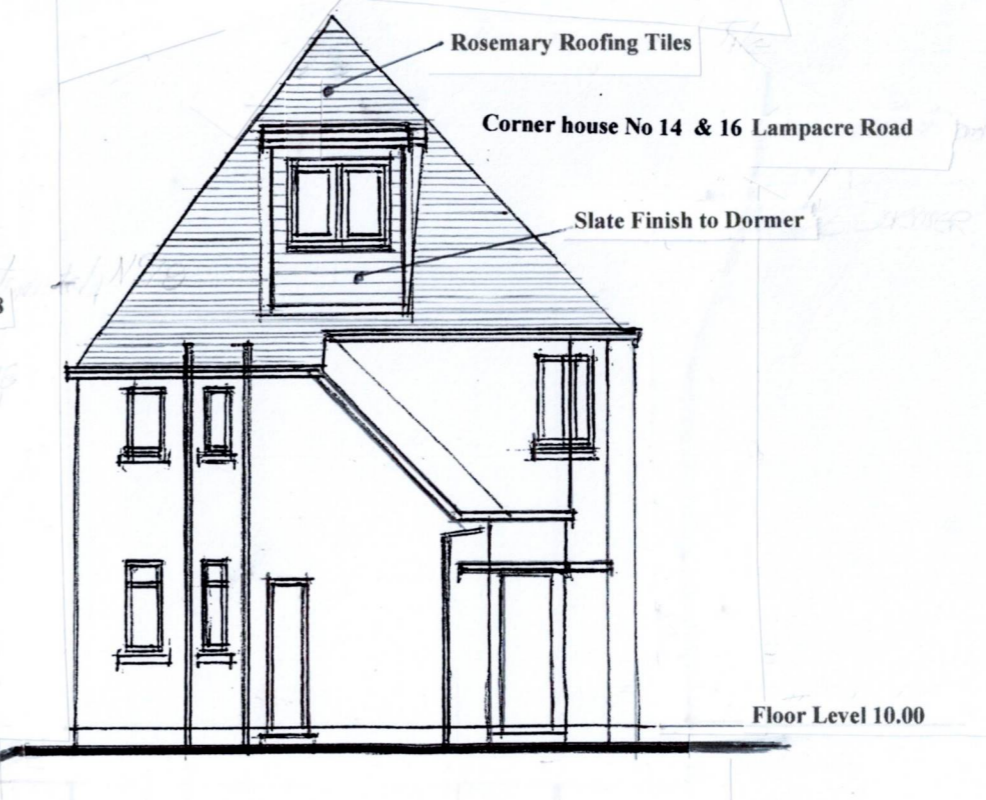 Rosemary Roofing Tiles
Corner house No 14 & 16 Lampacre Road
Slate Finish to Dormer
Floor Level 10.00